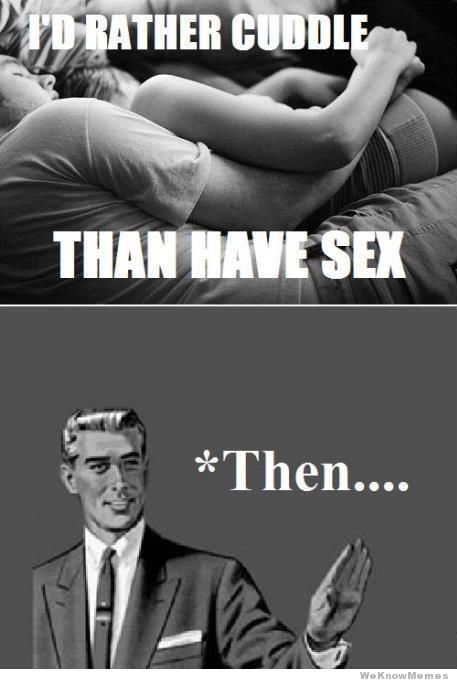 I'D RATHER CUDDLE
THAN HAVE SEX
*Then....
WeKnowMemes